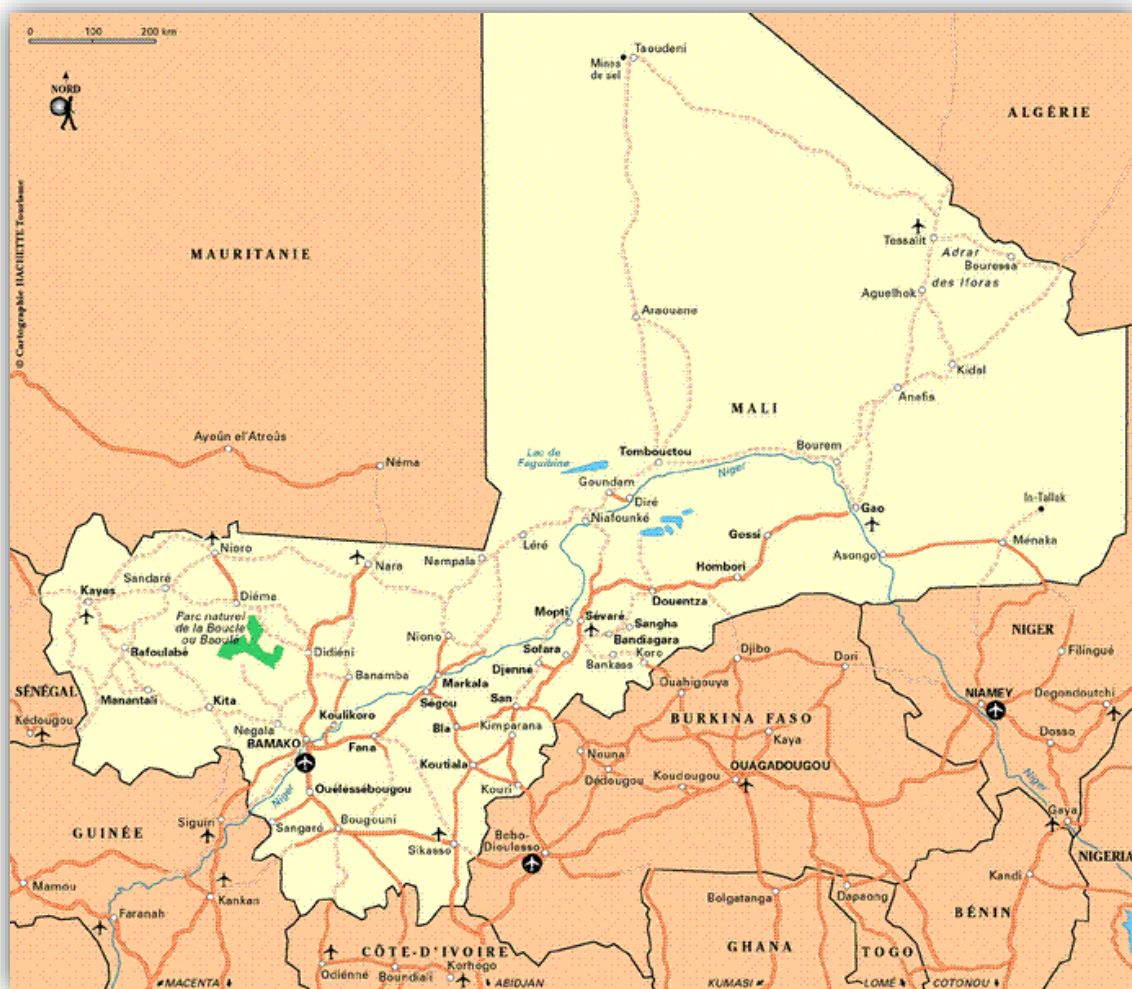 0 100 200 km
NORD
© Cartographie HACHETTE Tourisme
Taoudeni
Mines
de sel
ALGÉRIE
MAURITANIE
Tessalit
Adrar
des Iforas
Bouressa
Aguelhok
Araouane
Kidal
Anefis
MALI
Ayoûn el'Atroûs
Néma
Lac de
Faguibine
Tombouctou
Bourem
Niger
Goundam
Diré
Niafounké
Gao
In-Tallak
Gossi
Asongo
Ménaka
Léré
Nampala
Hombori
Douentza
Nioro
Nara
Sandaré
Kayes
Diéma
Parc naturel
de la Boucle
ou Baoulé
Mopti
Sévaré
Sangha
Bandiagara
Niono
Sofara
Koro
Bankass
Djenné
Bafoulabé
Didiéni
Banamba
Markala
Ségou
San
Manantali
Kita
Koulikoro
Negala
BAMAKO
Fana
Bla
Kimparana
Koutiala
Kouri
Ouéléssébougou
Niger
Sangaré
Bougouni
Sikasso
SÉNÉGAL
Kédougou
GUINÉE
Siguiri
Mamou
Faranah
Kankan
MACENTA
CÔTE-D'IVOIRE
Odiénné
Boundiali
Korhogo
ABIDJAN
Djibo
Dori
Ouahigouya
BURKINA FASO
Kaya
Nouna
Dédougou
Koudougou
OUAGADOUGOU
Bobo-
Dioulasso
NIGER
Filingué
NIAMEY
Dogondoutchi
Dosso
Niger
Gaya
NIGERIA
Kandi
BÉNIN
Bolgatanga
Dapaong
GHANA
TOGO
KUMASI
LOMÉ
COTONOU